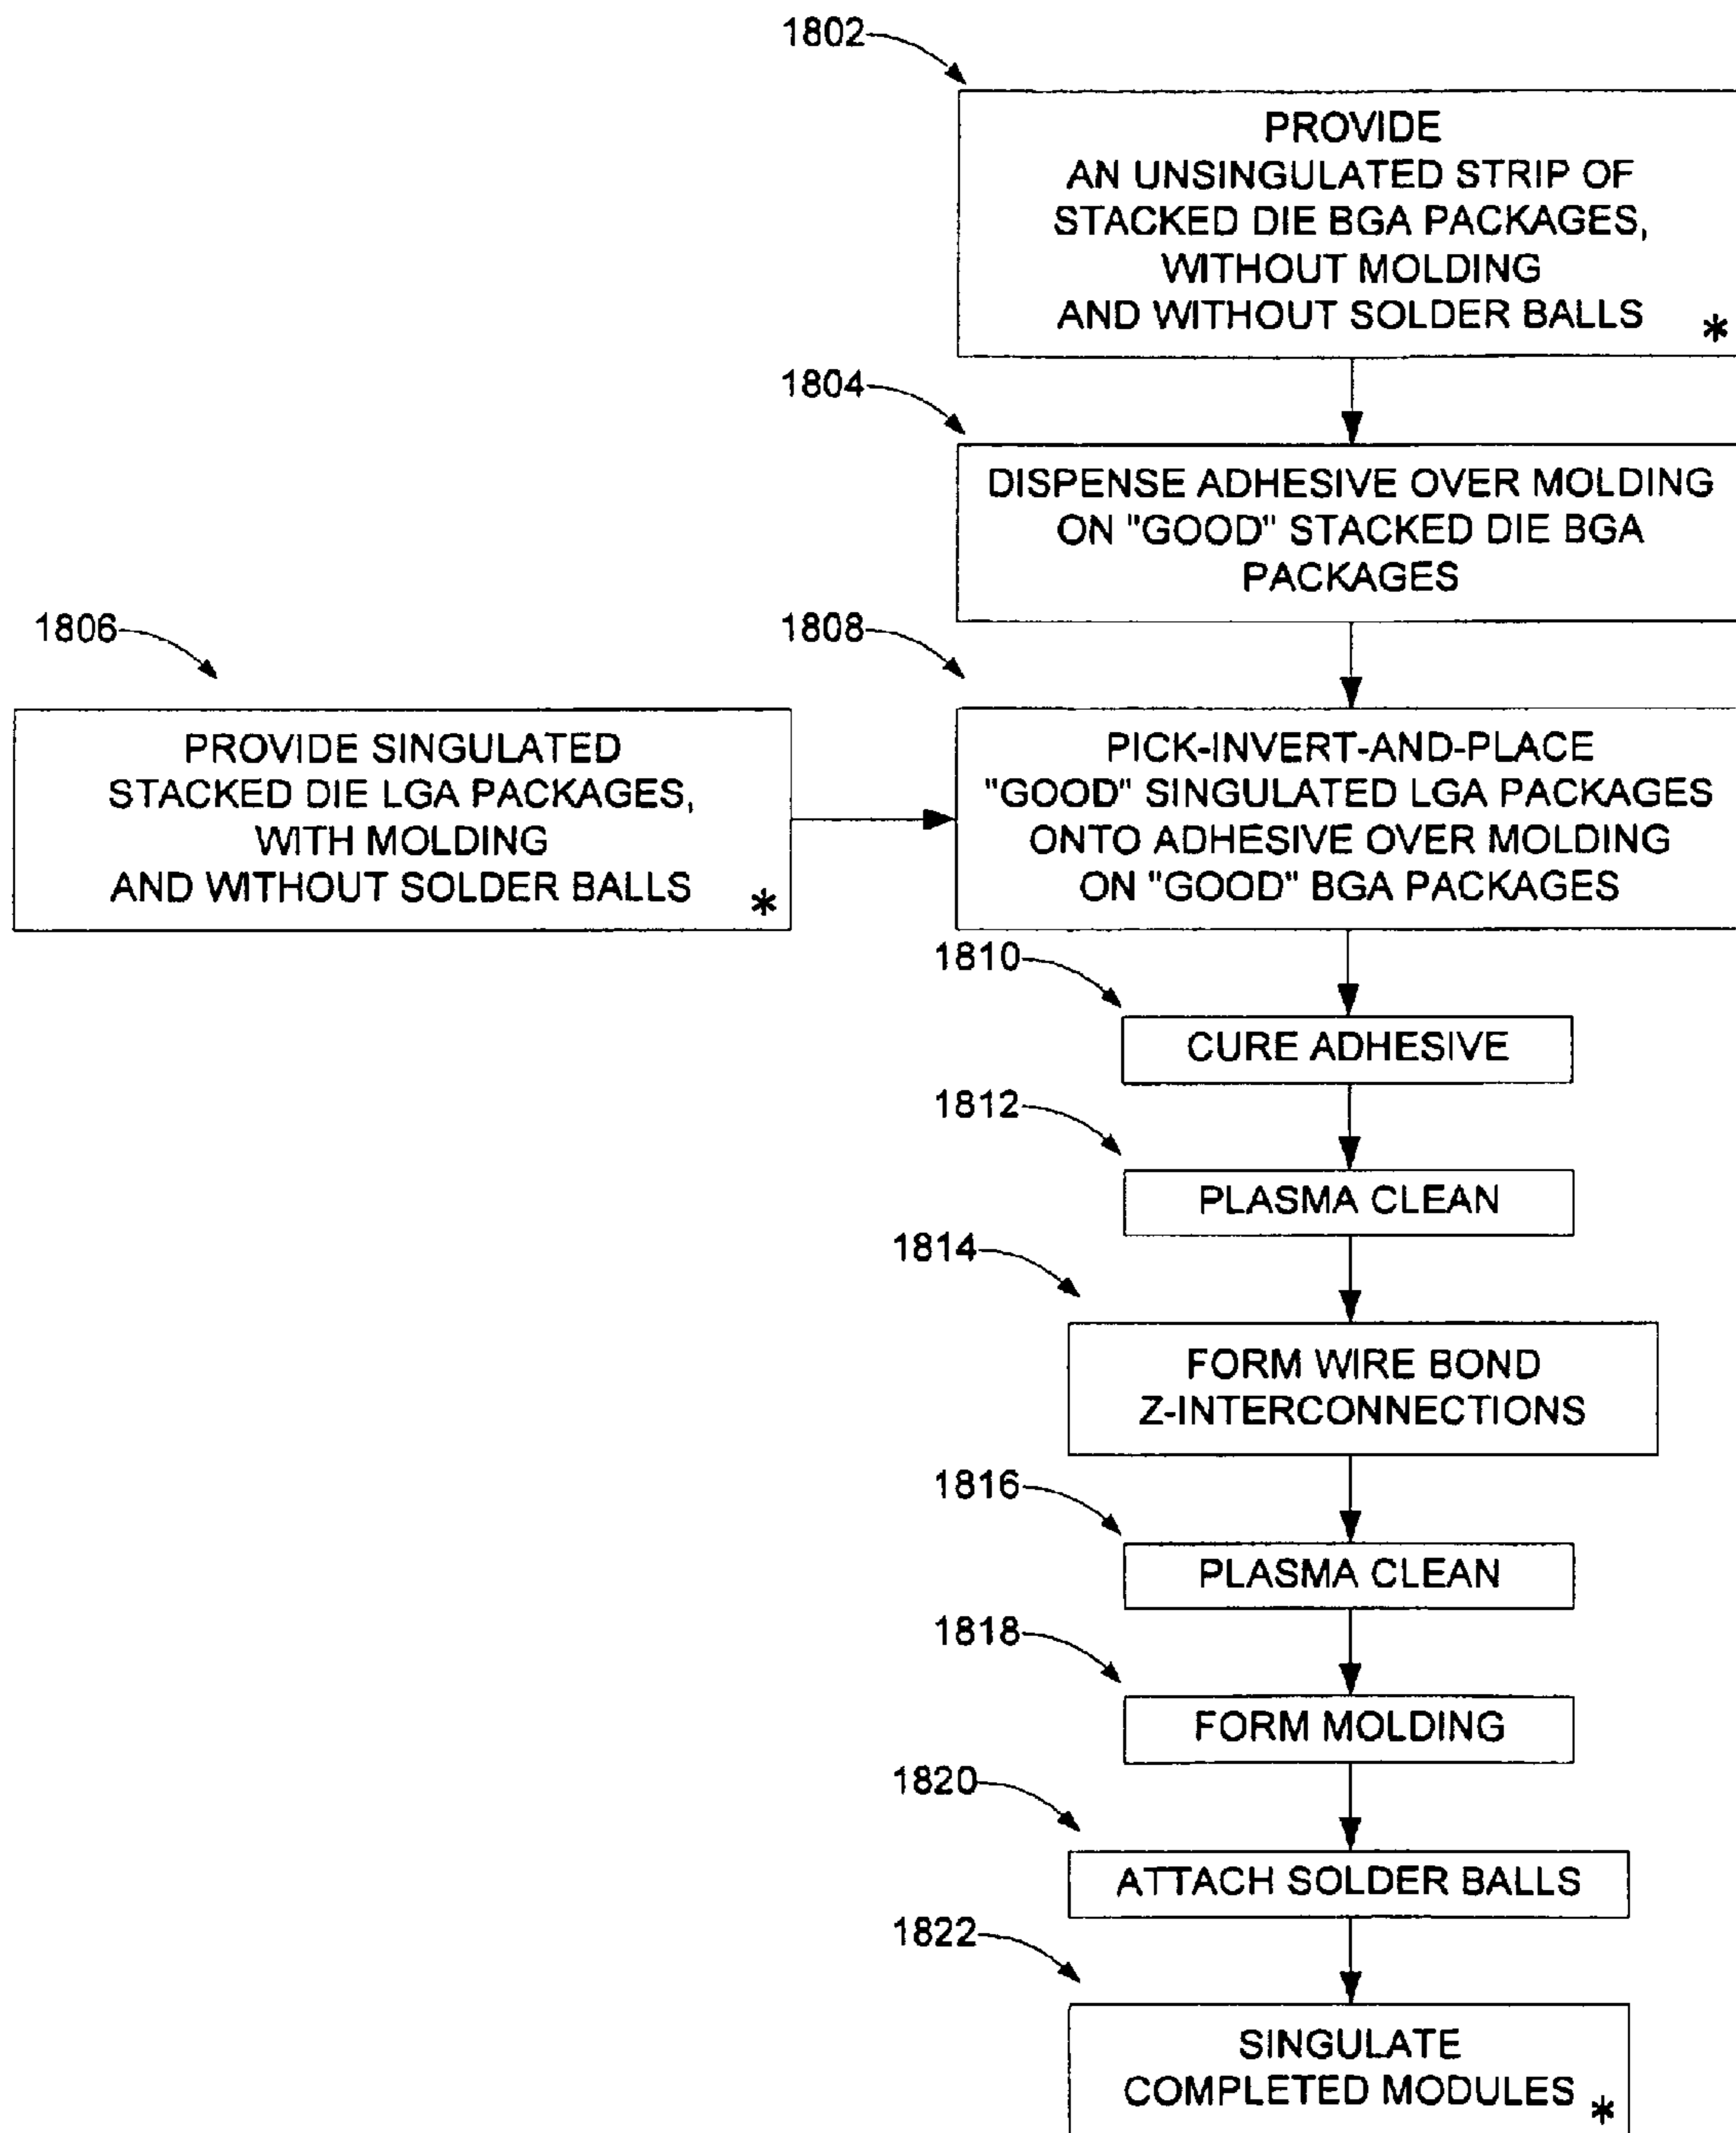 1802
PROVIDE
AN UNSINGULATED STRIP OF
STACKED DIE BGA PACKAGES,
WITHOUT MOLDING
AND WITHOUT SOLDER BALLS *
1804
DISPENSE ADHESIVE OVER MOLDING
ON "GOOD" STACKED DIE BGA
PACKAGES
1806
PROVIDE SINGULATED
STACKED DIE LGA PACKAGES,
WITH MOLDING
AND WITHOUT SOLDER BALLS *
1808
PICK-INVERT-AND-PLACE
"GOOD" SINGULATED LGA PACKAGES
ONTO ADHESIVE OVER MOLDING
ON "GOOD" BGA PACKAGES
1810
CURE ADHESIVE
1812
PLASMA CLEAN
1814
FORM WIRE BOND
Z-INTERCONNECTIONS
1816
PLASMA CLEAN
1818
FORM MOLDING
1820
ATTACH SOLDER BALLS
1822
SINGULATE
COMPLETED MODULES *